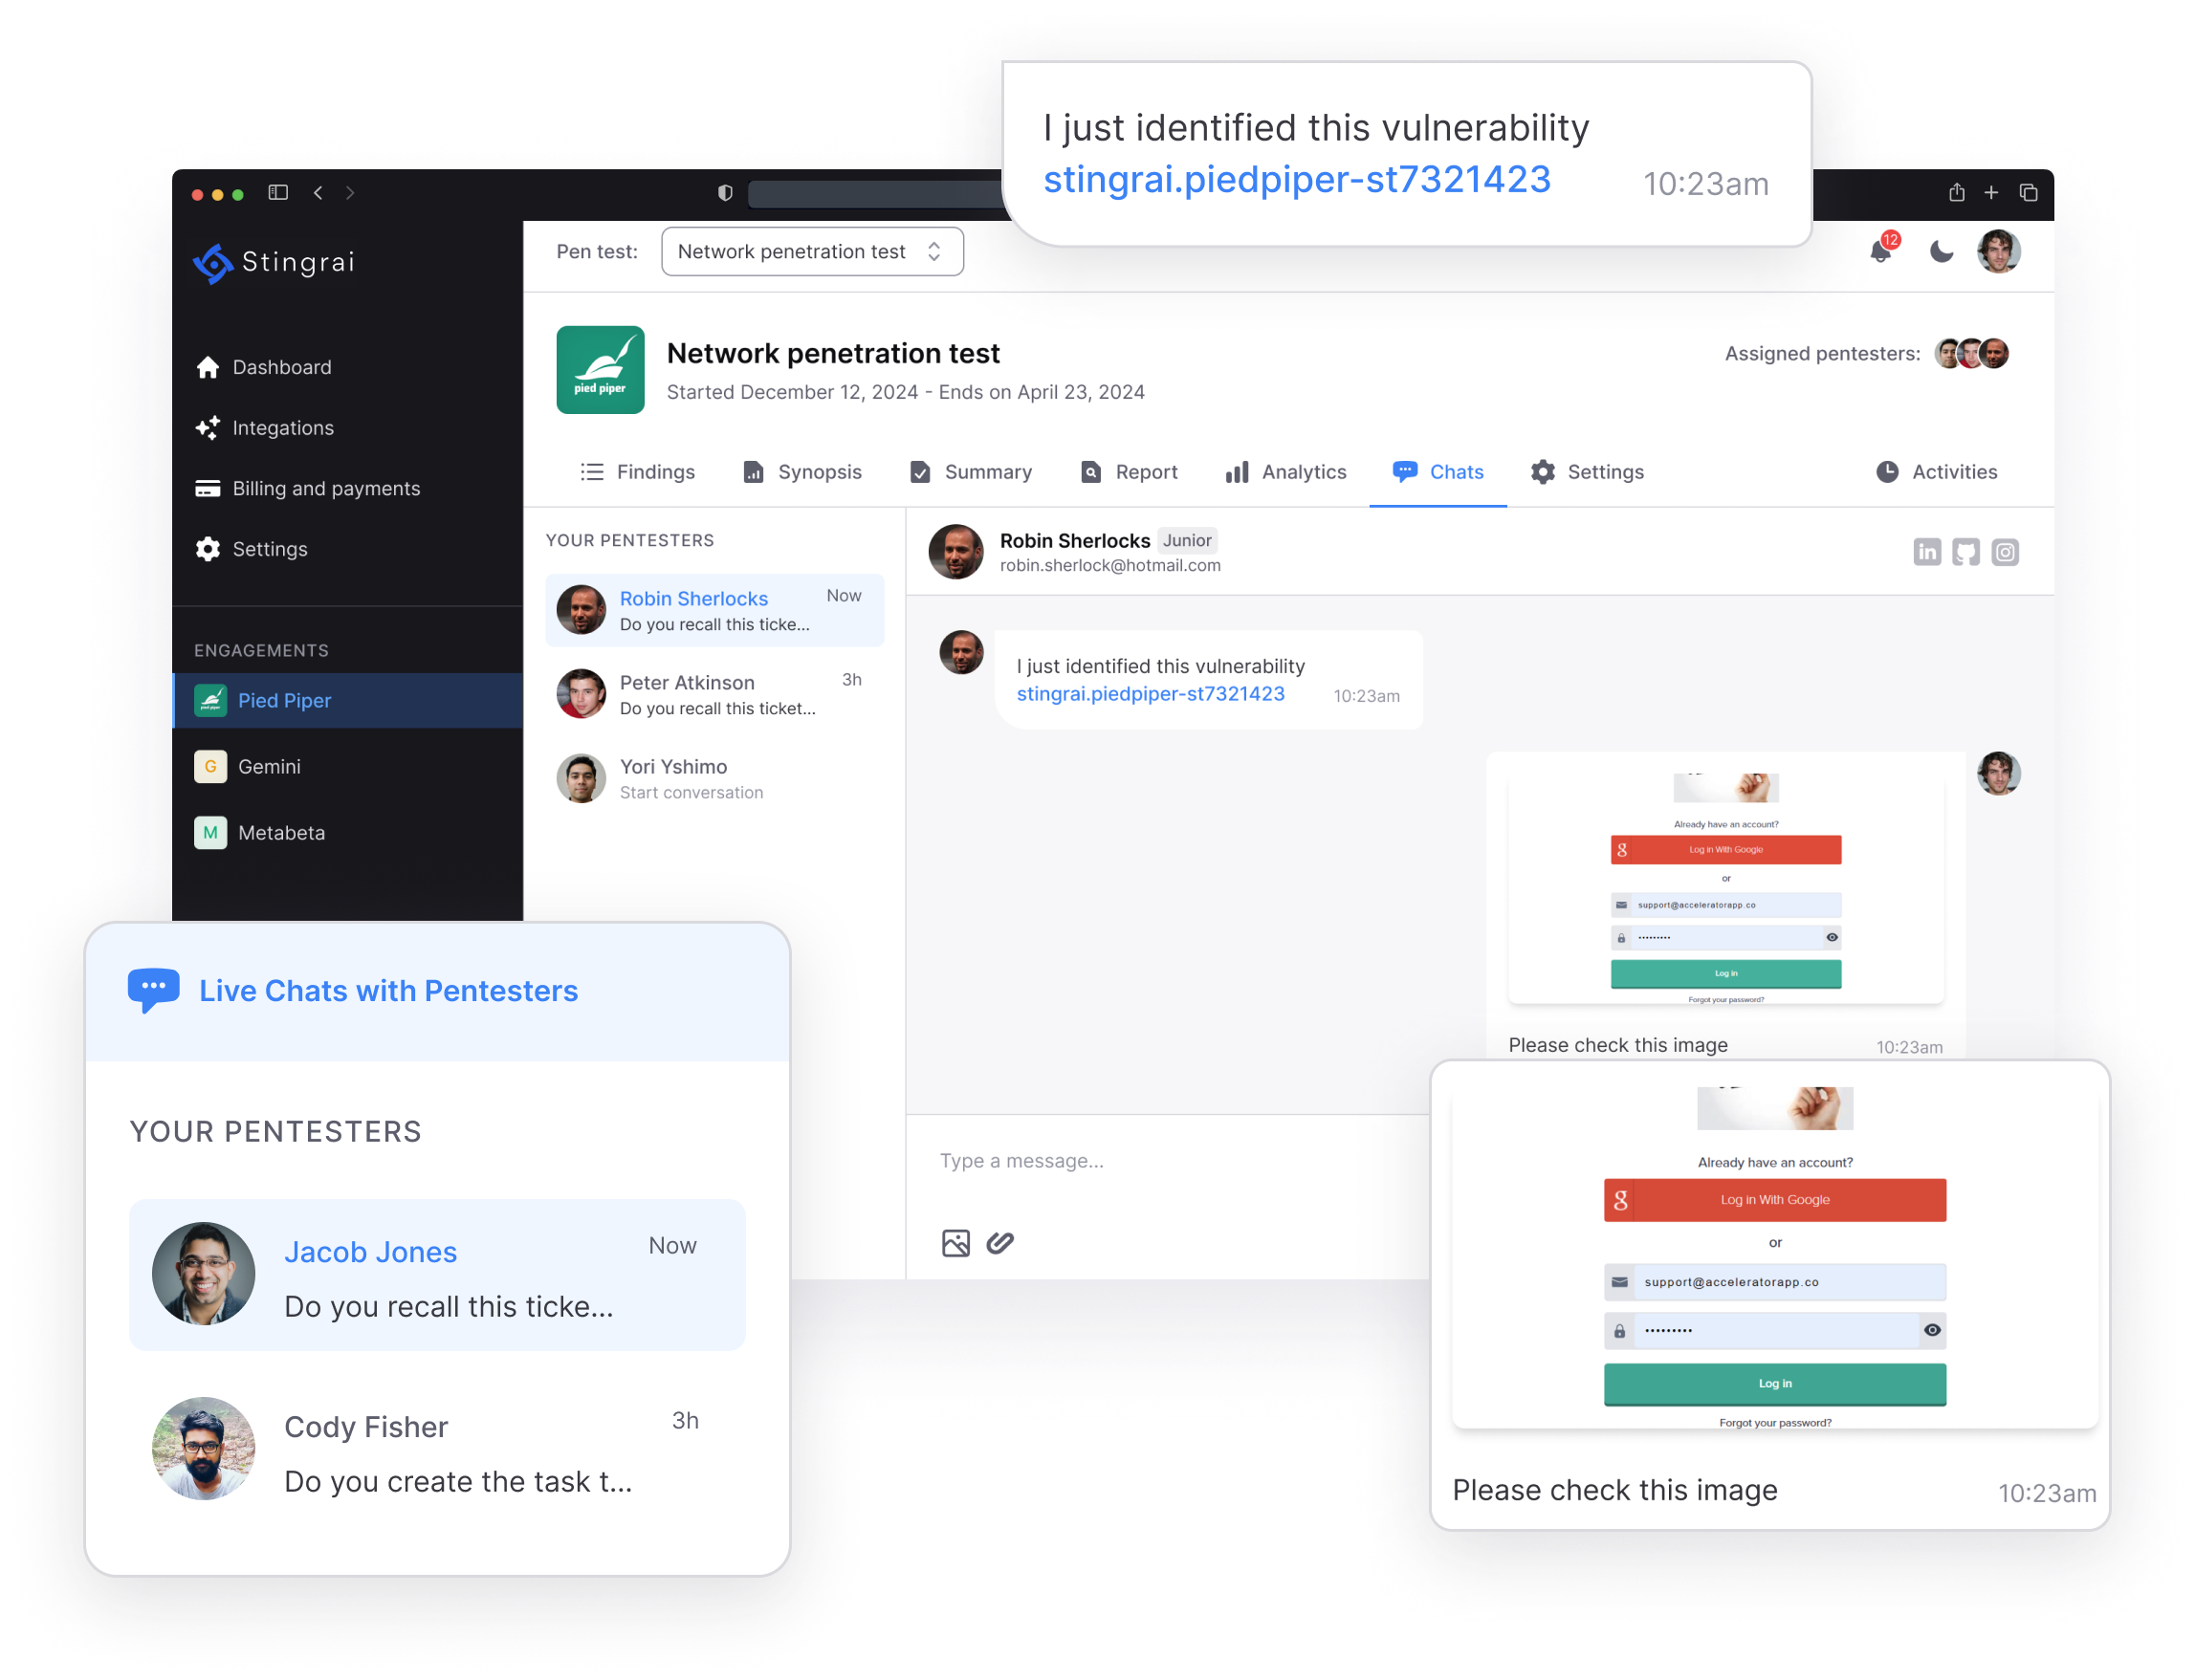 I just identified this vulnerability
stingrai.piedpiper-st7321423
10:23am
Stingrai
Pen test:
Network penetration test
12
Dashboard
Integations
Billing and payments
Settings
ENGAGEMENTS
pied piper
Pied Piper
G
Gemini
M
Metabeta
pied piper
Network penetration test
Started December 12, 2024 - Ends on April 23, 2024
Assigned pentesters:
Findings
Synopsis
Summary
Report
Analytics
Chats
Settings
Activities
YOUR PENTESTERS
Robin Sherlocks
Now
Do you recall this ticke...
Peter Atkinson
3h
Do you recall this ticket...
Yori Yshimo
Start conversation
Robin Sherlocks
Junior
robin.sherlock@hotmail.com
in
I just identified this vulnerability
stingrai.piedpiper-st7321423
10:23am
Already have an account?
g
Log in With Google
or
support@acceleratorapp.co
Log in
Forgot your password?
Please check this image
10:23am
Type a message...
Live Chats with Pentesters
YOUR PENTESTERS
Jacob Jones
Now
Do you recall this ticke...
Cody Fisher
3h
Do you create the task t...
Already have an account?
g
Log in With Google
or
support@acceleratorapp.co
Log in
Forgot your password?
Please check this image
10:23am